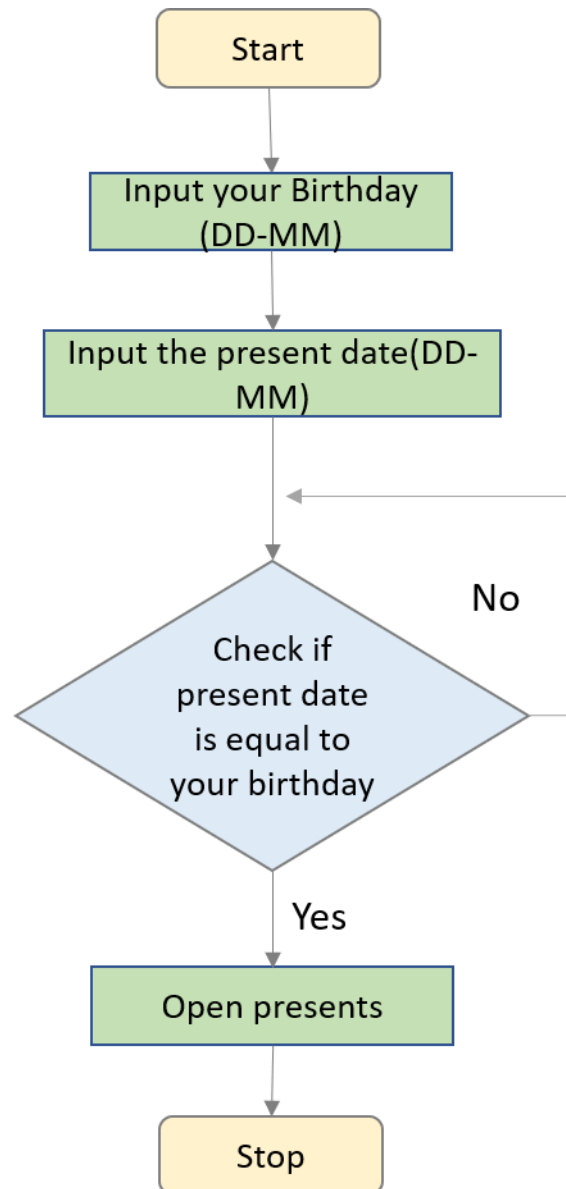 Start
Input your Birthday
(DD-MM)
Input the present date(DD-
MM)
No
Check if
present date
is equal to
your birthday
Yes
Open presents
Stop